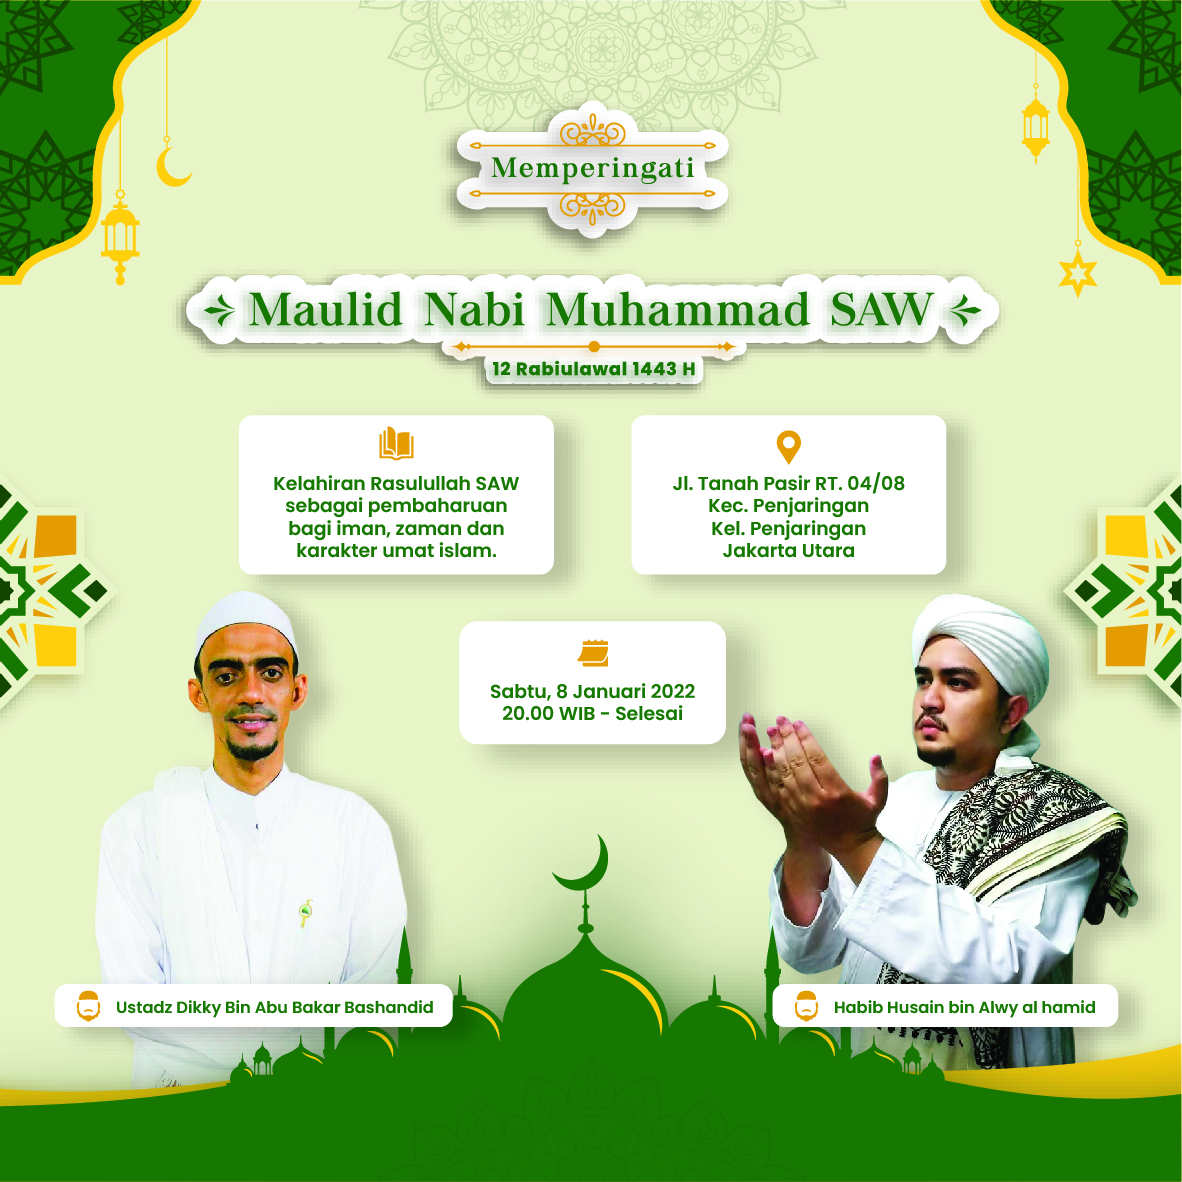 Memperingati
Maulid Nabi Muhammad SAW
12 Rabiulawal 1443 H
Kelahiran Rasulullah SAW
sebagai pembaharuan
bagi iman, zaman dan
karakter umat islam.
Jl. Tanah Pasir RT. 04/08
Kec. Penjaringan
Kel. Penjaringan
Jakarta Utara
Sabtu, 8 Januari 2022
20.00 WIB - Selesai
Ustadz Dikky Bin Abu Bakar Bashandid
Habib Husain bin Alwy al hamid